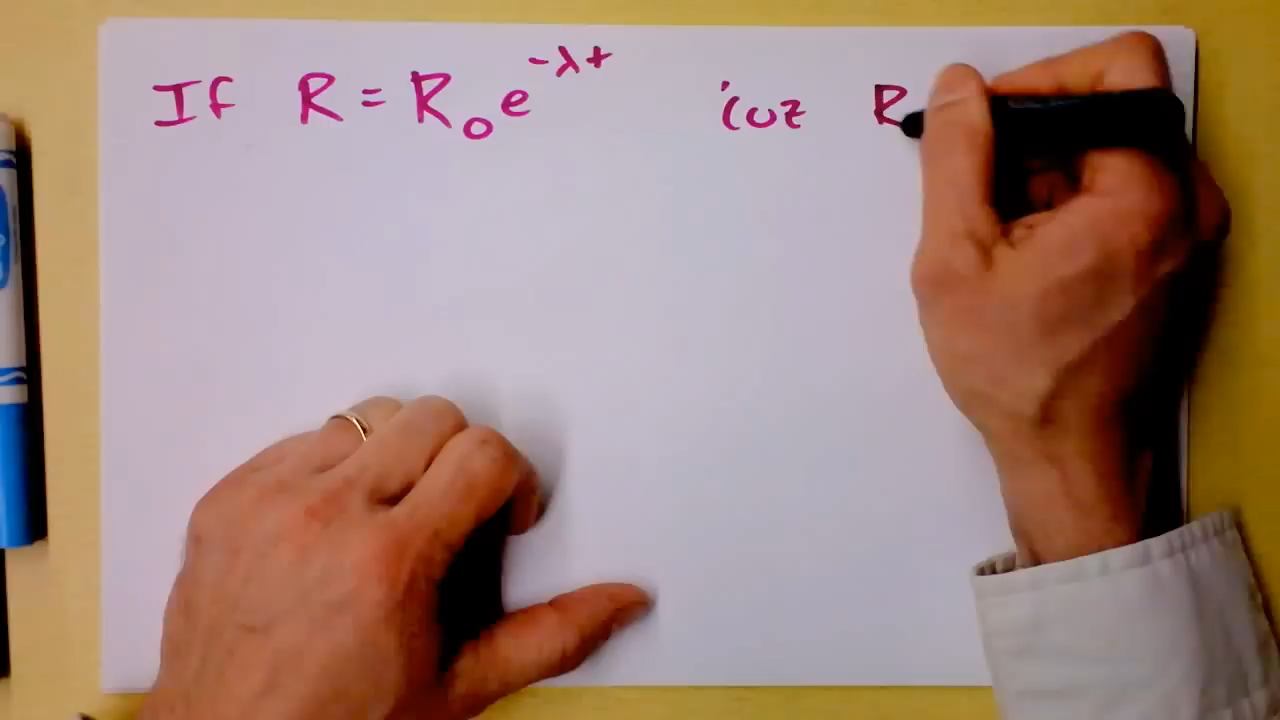 If R = R₀e^{-λt} 'cuz R